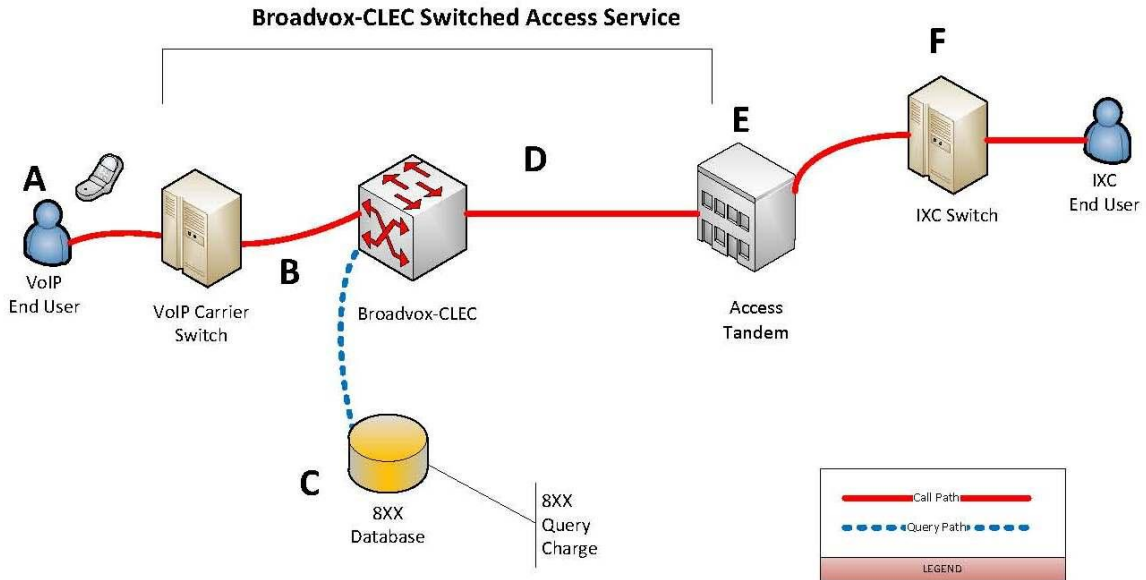 Broadvox-CLEC Switched Access Service
F
E
D
A
IXC
End User
IXC Switch
B
VoIP
End User
VoIP Carrier
Switch
Broadvox-CLEC
Access
Tandem
C
8XX
Database
8XX
Query
Charge
Call Path
Query Path
LEGEND